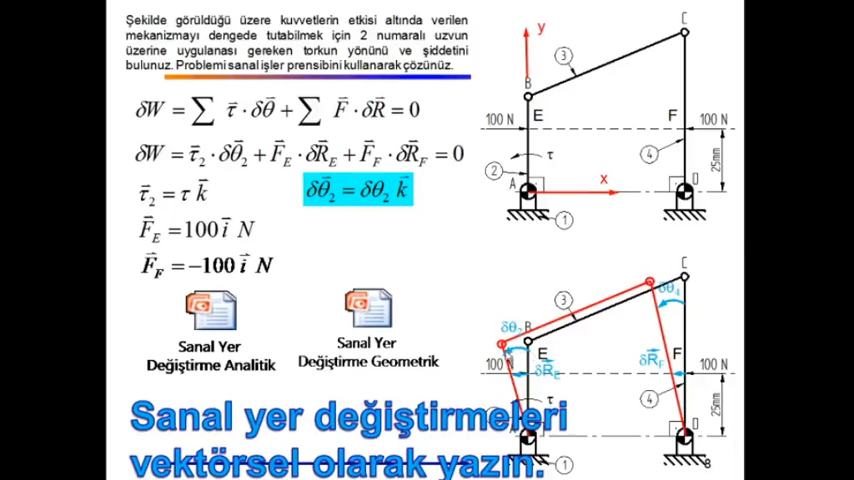 Şekilde görüldüğü üzere kuvvetlerin etkisi altında verilen
mekanizmayı dengede tutabilmek için 2 numaralı uzvun
üzerine uygulası gereken torkun yönünü ve şiddetini
bulunuz. Problemi sanal işler prensibini kullanarak çözünüz.
δW = ∑ τ⃗ · δθ⃗ + ∑ F⃗ · δR⃗ = 0
δW = τ⃗₂ · δθ⃗₂ + F⃗_E · δR⃗_E + F⃗_F · δR⃗_F = 0
τ⃗₂ = τ k⃗
δθ⃗₂ = δθ₂ k⃗
F⃗_E = 100 i⃗ N
F⃗_F = −100 i⃗ N
Sanal Yer
Değiştirme Analitik
Sanal Yer
Değiştirme Geometrik
Sanal yer değiştirmeleri
vektörsel olarak yazın.
y
C
3
B
E
F
100 N
100 N
τ
4
2
25mm
A
x
D
1
C
δθ₄
3
δθ₂
B
E
δR⃗_F
F
100 N
100 N
δR⃗_E
τ
4
25mm
D
1
8